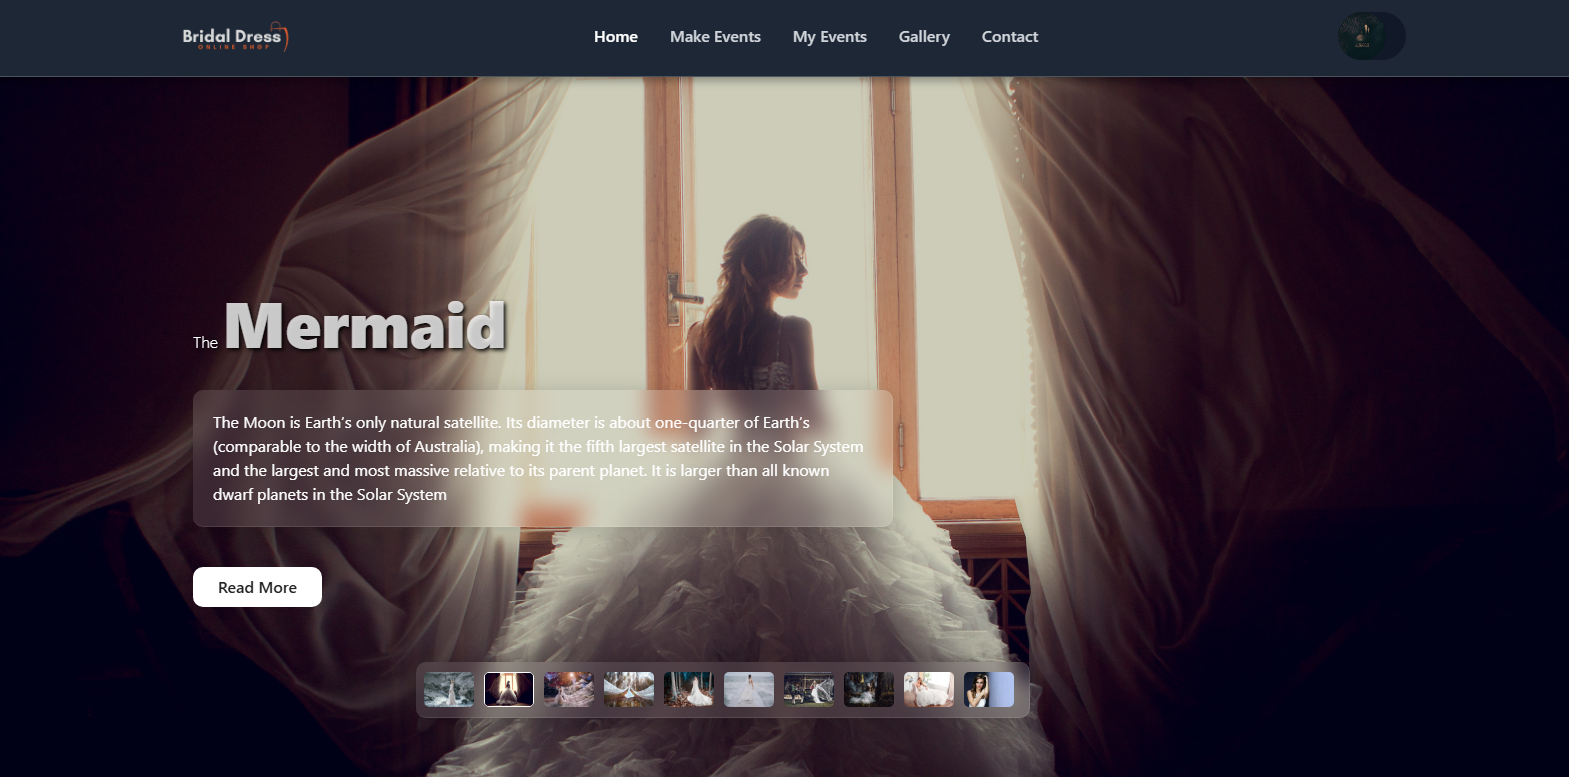 Bridal Dress
ONLINE SHOP
Home
Make Events
My Events
Gallery
Contact
The Mermaid
The Moon is Earth's only natural satellite. Its diameter is about one-quarter of Earth's
(comparable to the width of Australia), making it the fifth largest satellite in the Solar System
and the largest and most massive relative to its parent planet. It is larger than all known
dwarf planets in the Solar System
Read More